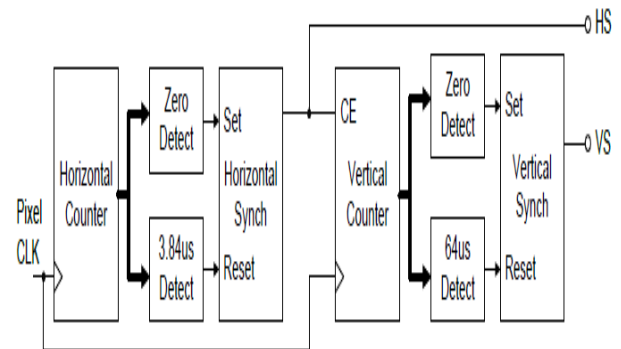 HS
Zero
Detect
Set
Horizontal
Counter
Horizontal
Synch
Pixel
CLK
3.84us
Detect
Reset
CE
Vertical
Counter
Zero
Detect
Set
Vertical
Synch
VS
64us
Detect
Reset